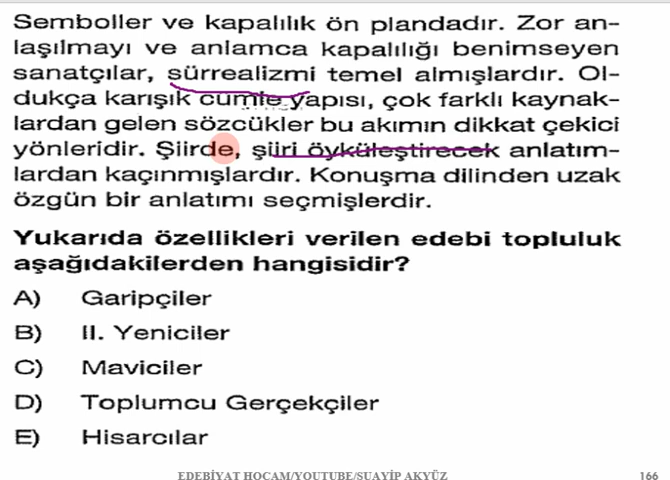 Semboller ve kapalılık ön plandadır. Zor an-
laşılmayı ve anlamca kapalılığı benimseyen
sanatçılar, sürrealizmi temel almışlardır. Ol-
dukça karışık cümle yapısı, çok farklı kaynak-
lardan gelen sözcükler bu akımın dikkat çekici
yönleridir. Şiirde, şiiri öyküleştirecek anlatım-
lardan kaçınmışlardır. Konuşma dilinden uzak
özgün bir anlatımı seçmişlerdir.
Yukarıda özellikleri verilen edebi topluluk
aşağıdakilerden hangisidir?
A) Garipçiler
B) II. Yeniciler
C) Maviciler
D) Toplumcu Gerçekçiler
E) Hisarcılar
EDEBİYAT HOCAM/YOUTUBE/SUAYİP AKYÜZ 166